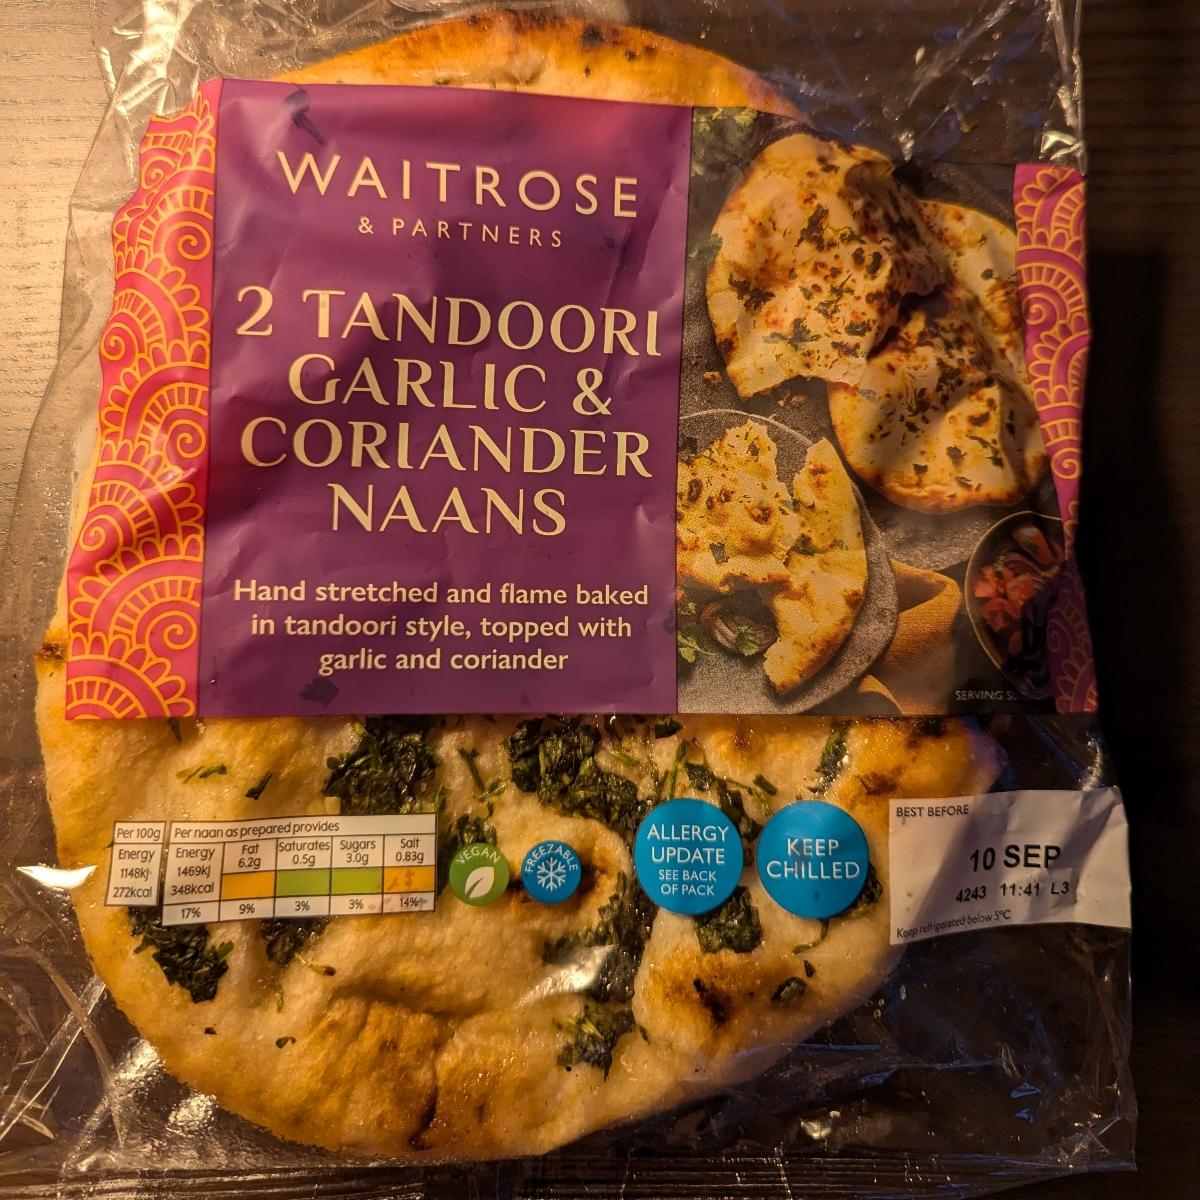 WAITROSE
& PARTNERS
2 TANDOORI
GARLIC &
CORIANDER
NAANS
Hand stretched and flame baked
in tandoori style, topped with
garlic and coriander
SERVING
Per 100g
Energy
1148kJ
272kcal
Per naan as prepared provides
Energy
1469kJ
348kcal
17%
Fat
6.2g
9%
Saturates
0.5g
3%
Sugars
3.0g
3%
Salt
0.83g
14%
VEGAN
FREEZABLE
ALLERGY
UPDATE
SEE BACK
OF PACK
KEEP
CHILLED
BEST BEFORE
10 SEP
4243 11:41 L3
Keep refrigerated below 5°C